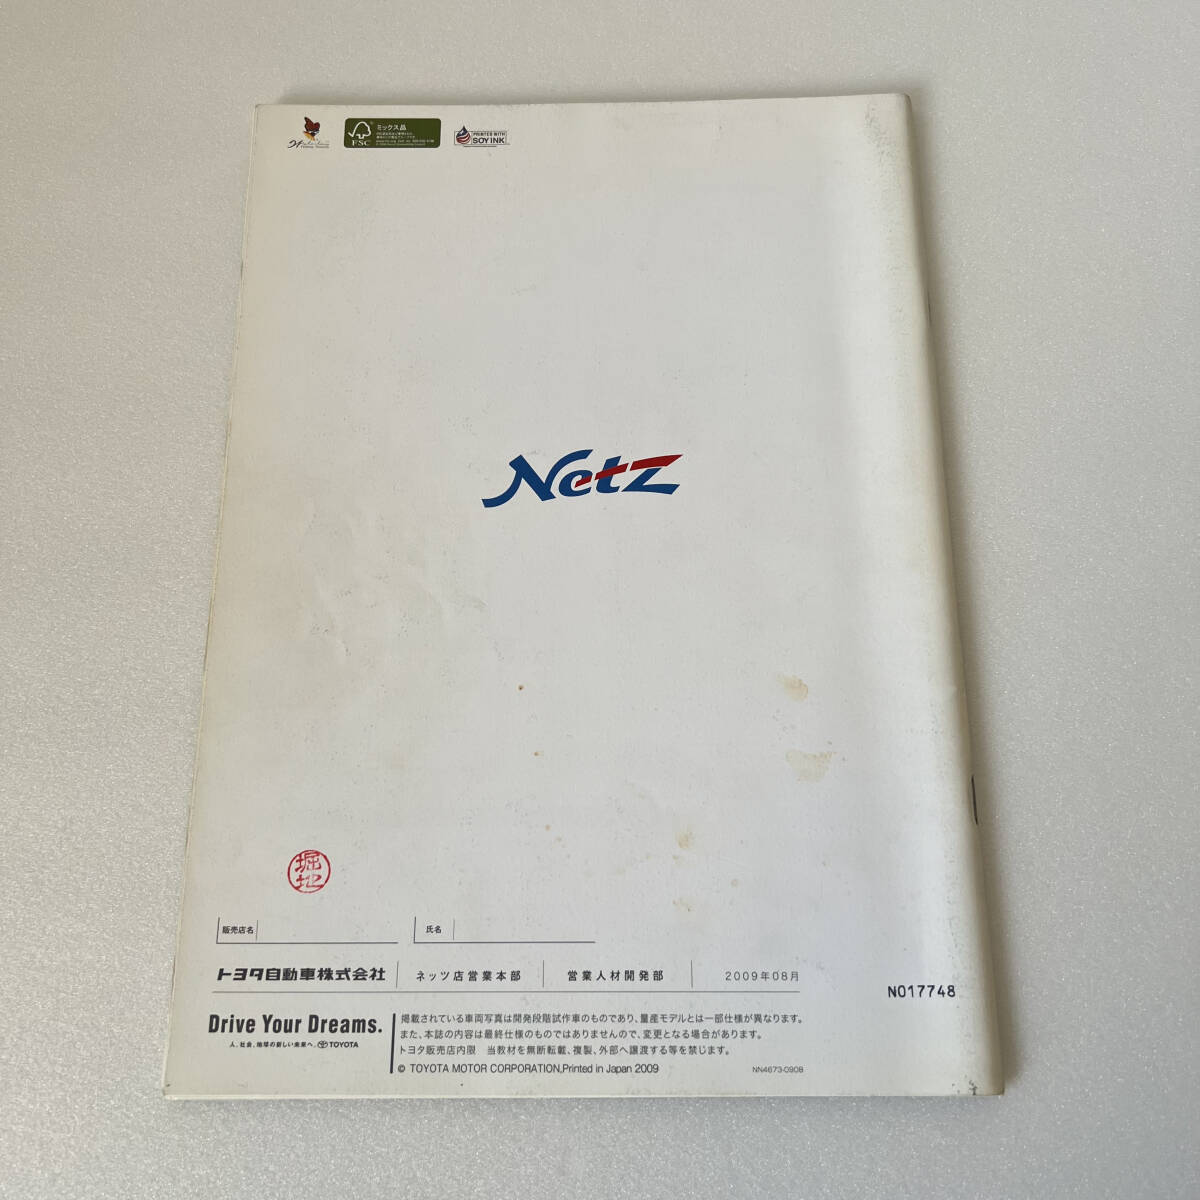 FSC
ミックス品
PRINTED WITH
SOY INK
Netz
堀地
販売店名
氏名
トヨタ自動車株式会社
ネッツ店営業本部
営業人材開発部
2009年08月
NO17748
Drive Your Dreams.
人、社会、地球の新しい未来へ。 TOYOTA
掲載されている車両写真は開発段階試作車のものであり、量産モデルとは一部仕様が異なります。
また、本誌の内容は最終仕様のものではありませんので、変更となる場合があります。
トヨタ販売店内限 当教材を無断転載、複製、外部へ譲渡する等を禁じます。
© TOYOTA MOTOR CORPORATION,Printed in Japan 2009
NN4673-0908